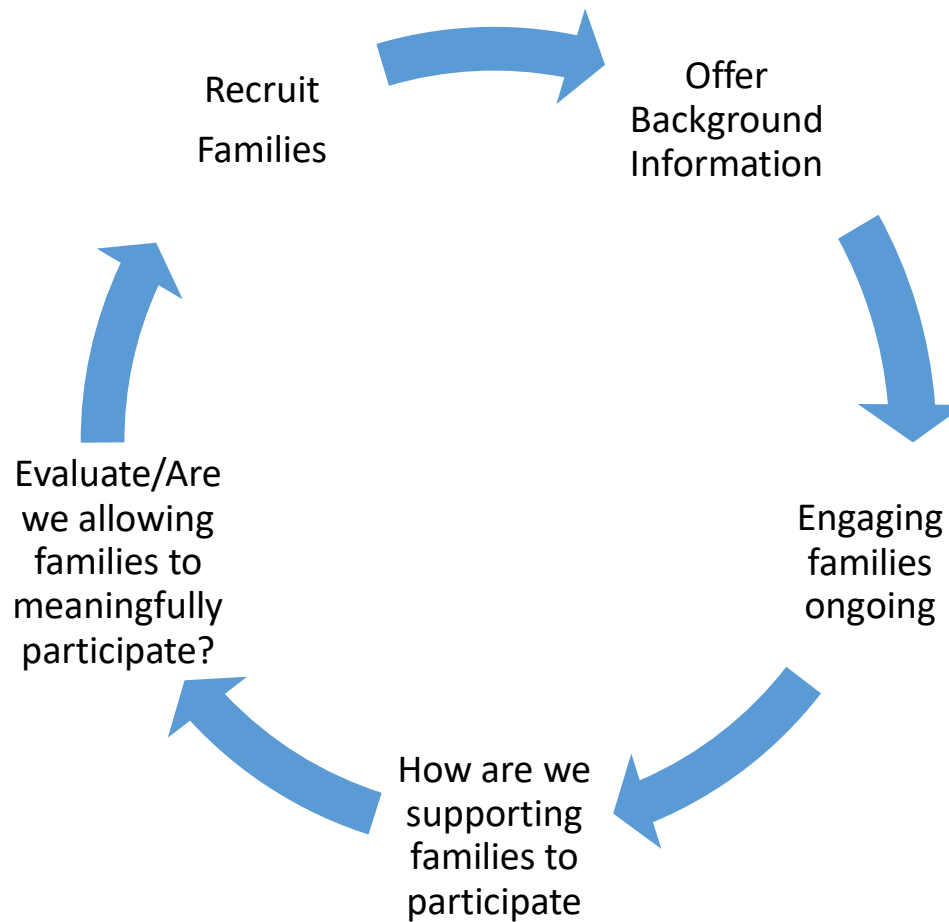 Recruit
Families
Offer
Background
Information
Engaging
families
ongoing
How are we
supporting
families to
participate
Evaluate/Are
we allowing
families to
meaningfully
participate?